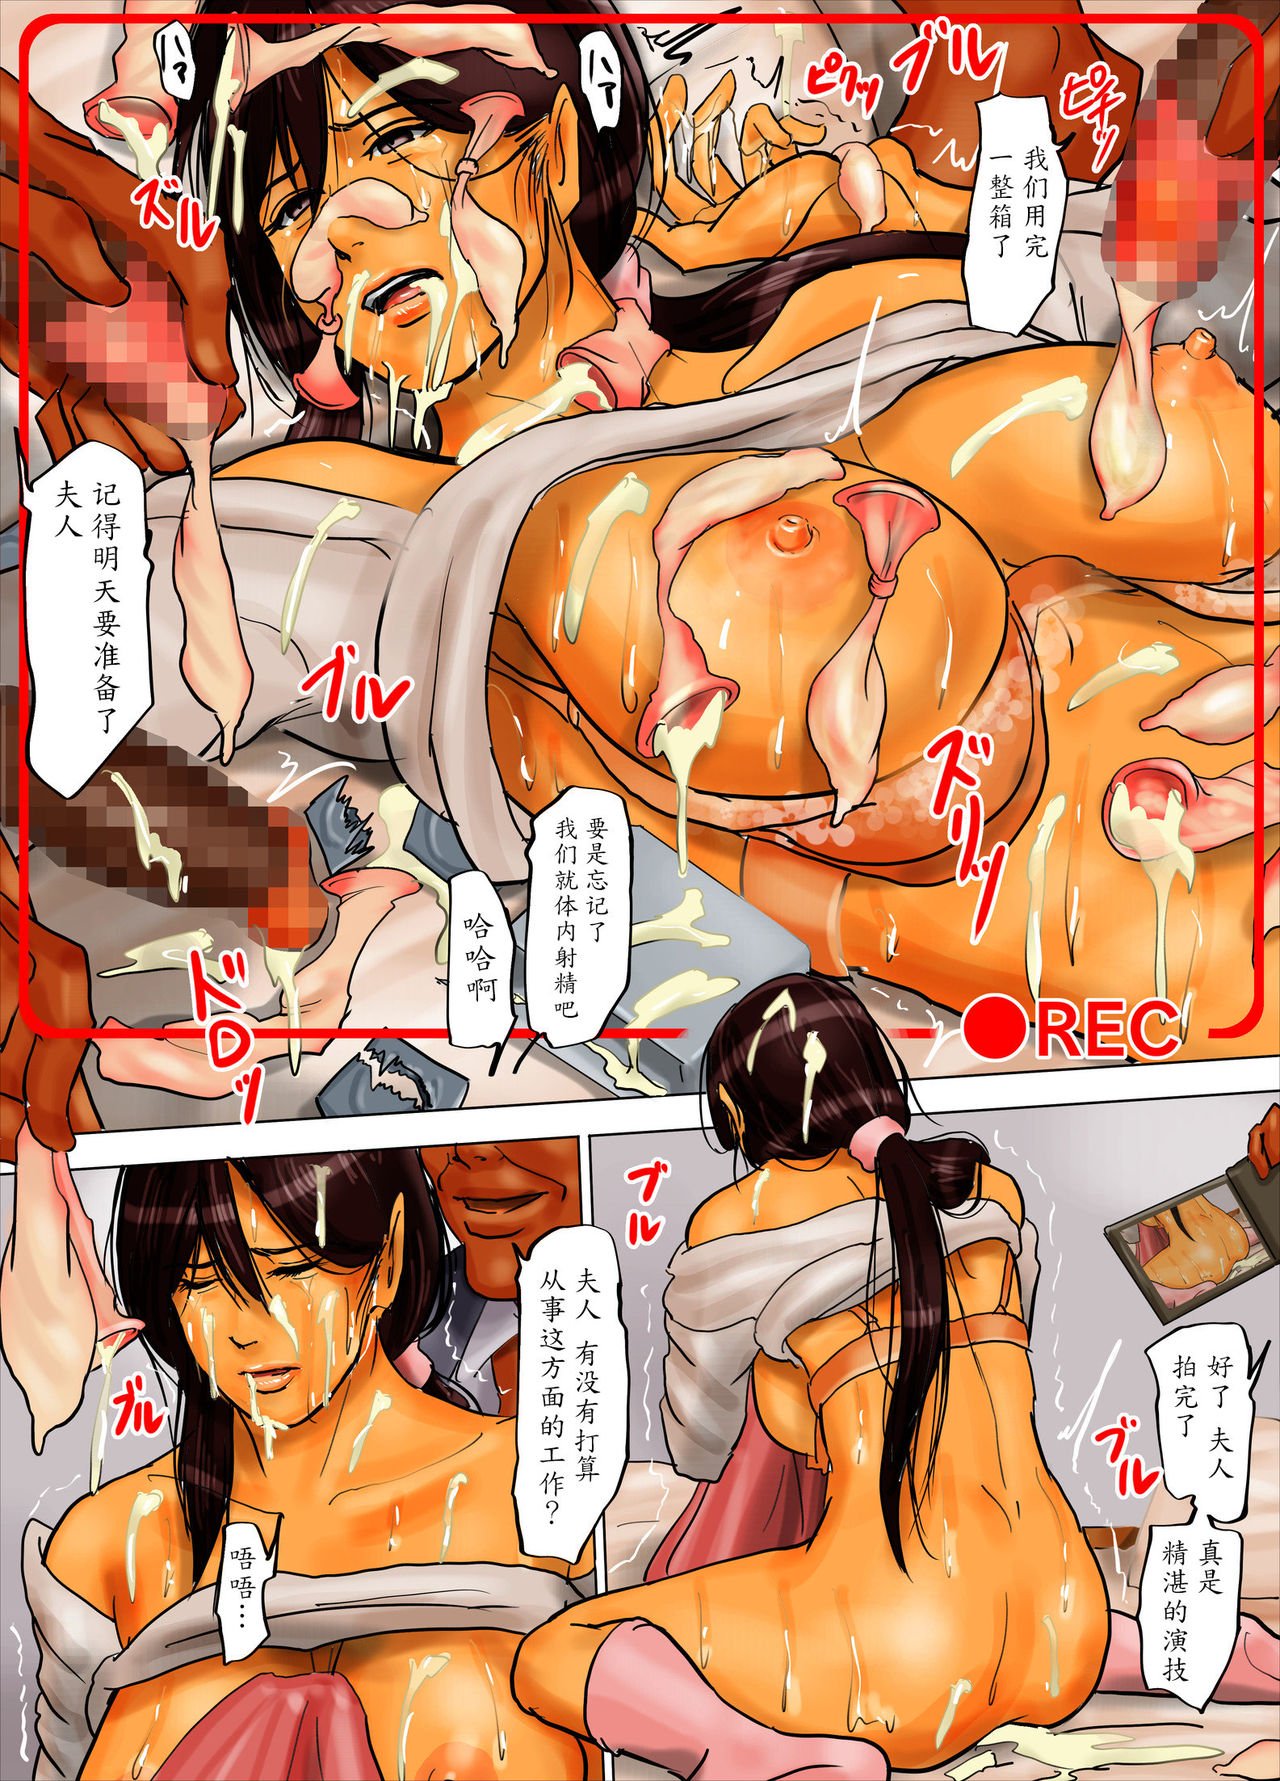 ハァ
ハァ
ブル
ピクッ
ピチャッ
我们用完
一整箱了
ズル
记得明天要准备了
夫人
ブル
ズリッ
要是忘记了
我们就体内射精吧
哈哈啊
ドロッ
REC
ブル
好了 夫人
拍完了
ブル
真是
精湛的演技
夫人 有没有打算
从事这方面的工作？
ブル
唔唔…